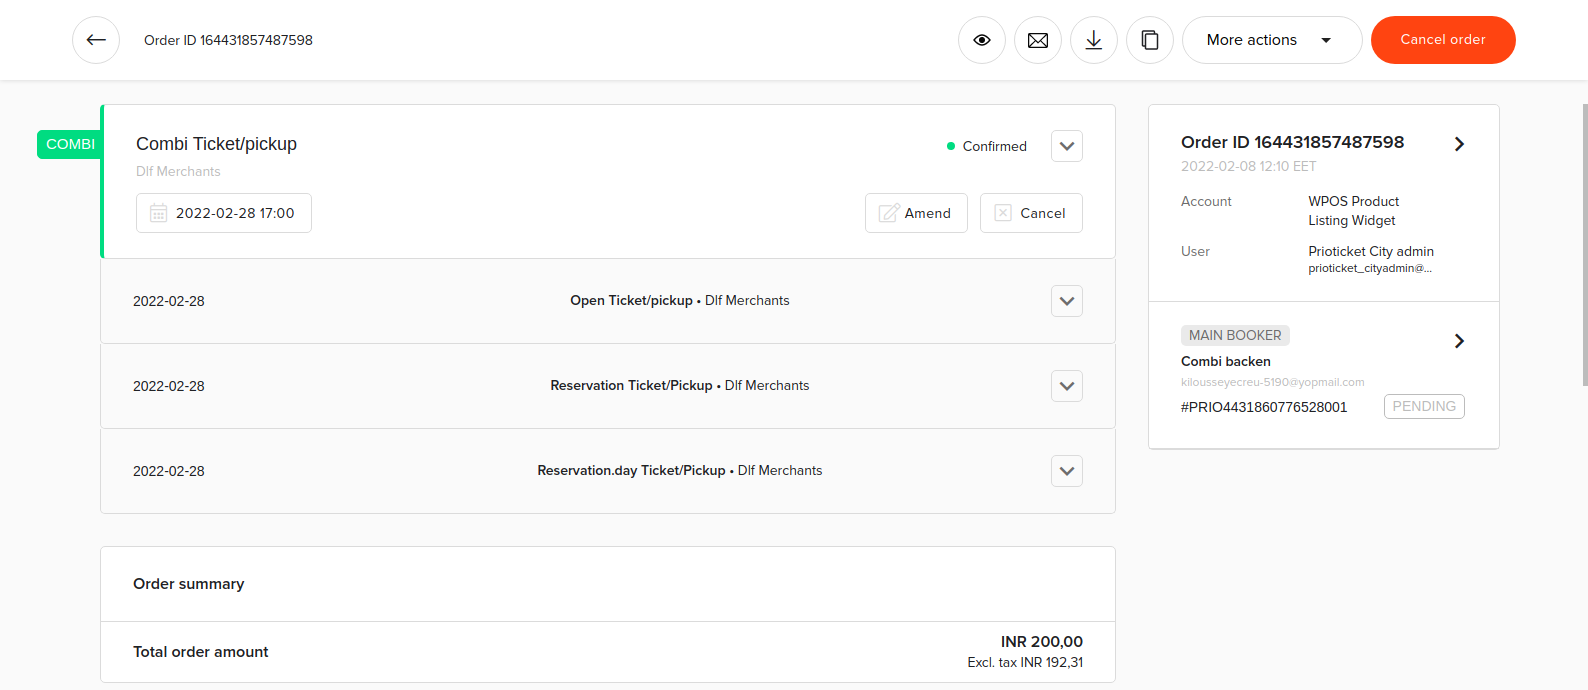 Order ID 164431857487598
More actions
Cancel order
COMBI
Combi Ticket/pickup
Confirmed
Dlf Merchants
2022-02-28 17:00
Amend
Cancel
2022-02-28
Open Ticket/pickup • Dlf Merchants
2022-02-28
Reservation Ticket/Pickup • Dlf Merchants
2022-02-28
Reservation.day Ticket/Pickup • Dlf Merchants
Order summary
Total order amount
INR 200,00
Excl. tax INR 192,31
Order ID 164431857487598
2022-02-08 12:10 EET
Account
WPOS Product
Listing Widget
User
Prioticket City admin
prioticket_cityadmin@...
MAIN BOOKER
Combi backen
kilousseyecreu-5190@yopmail.com
#PRIO4431860776528001
PENDING